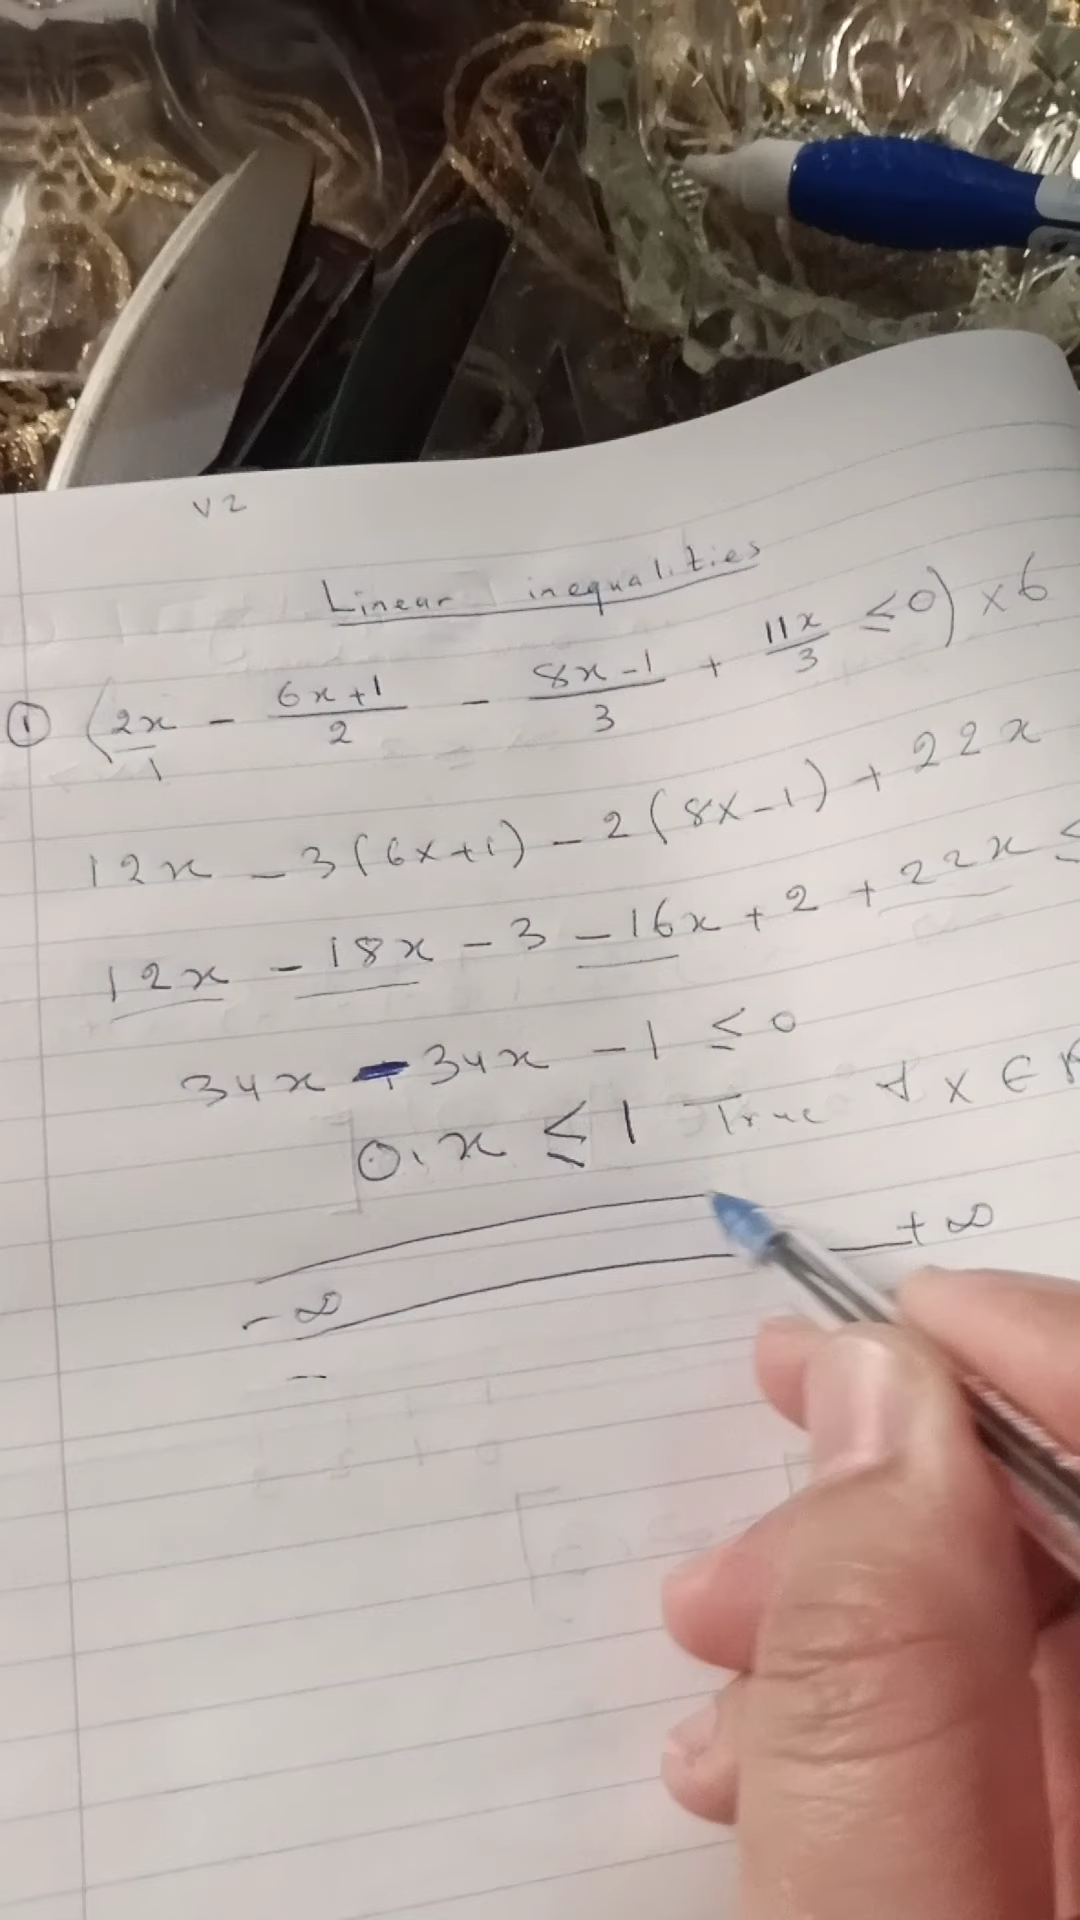 V2
Linear inequalities
① (2x/1 - 6x+1/2 - 8x-1/3 + 11x/3 ≤0) × 6
12x - 3(6x+1) - 2(8x-1) + 22x
12x - 18x - 3 - 16x + 2 + 22x ≤
34x - 34x - 1 ≤ 0
0.x ≤ 1 True ∀ x ∈ R
- ∞ + ∞